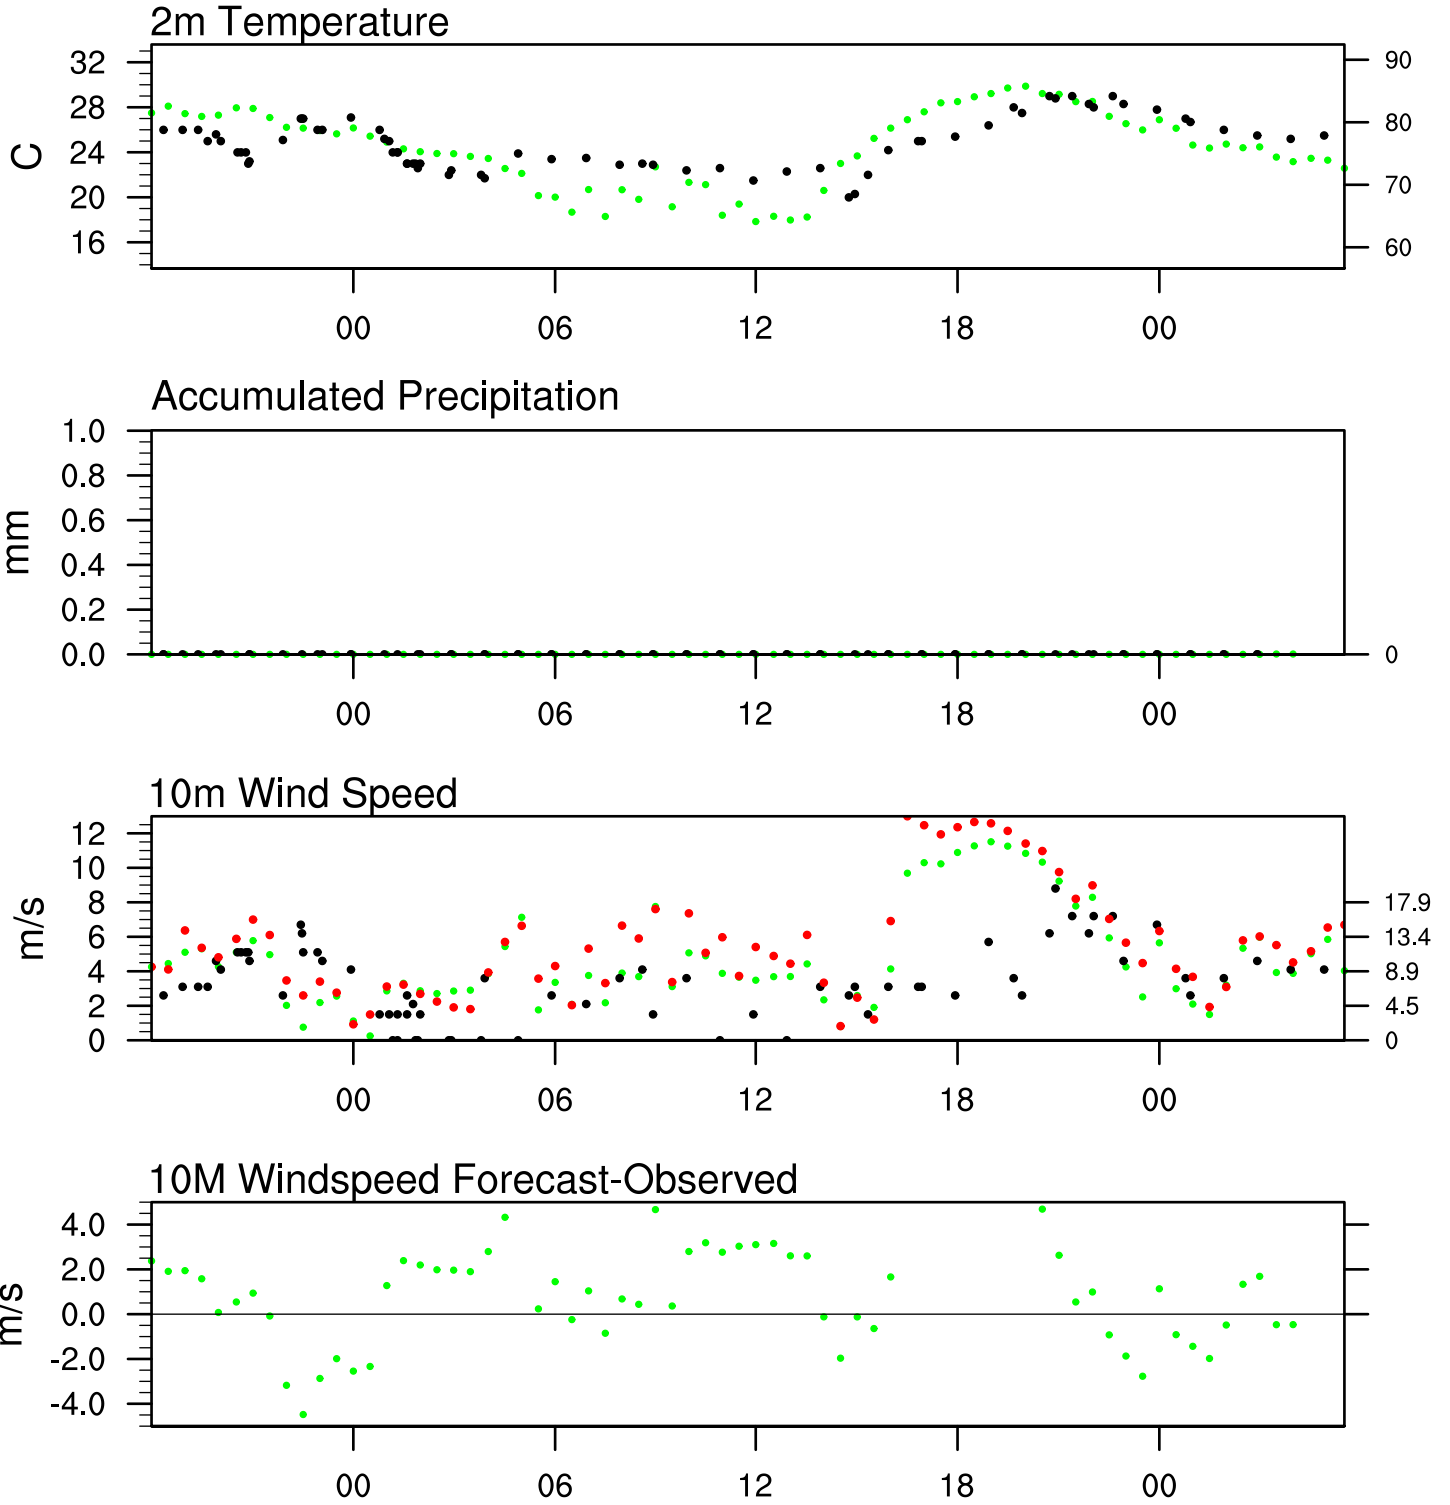 2m Temperature
32
28
24
20
16
C
90
80
70
60
00 06 12 18 00
Accumulated Precipitation
1.0
0.8
0.6
0.4
0.2
0.0
mm
0
00 06 12 18 00
10m Wind Speed
12
10
8
6
4
2
0
m/s
17.9
13.4
8.9
4.5
0
00 06 12 18 00
10M Windspeed Forecast-Observed
4.0
2.0
0.0
-2.0
-4.0
m/s
00 06 12 18 00